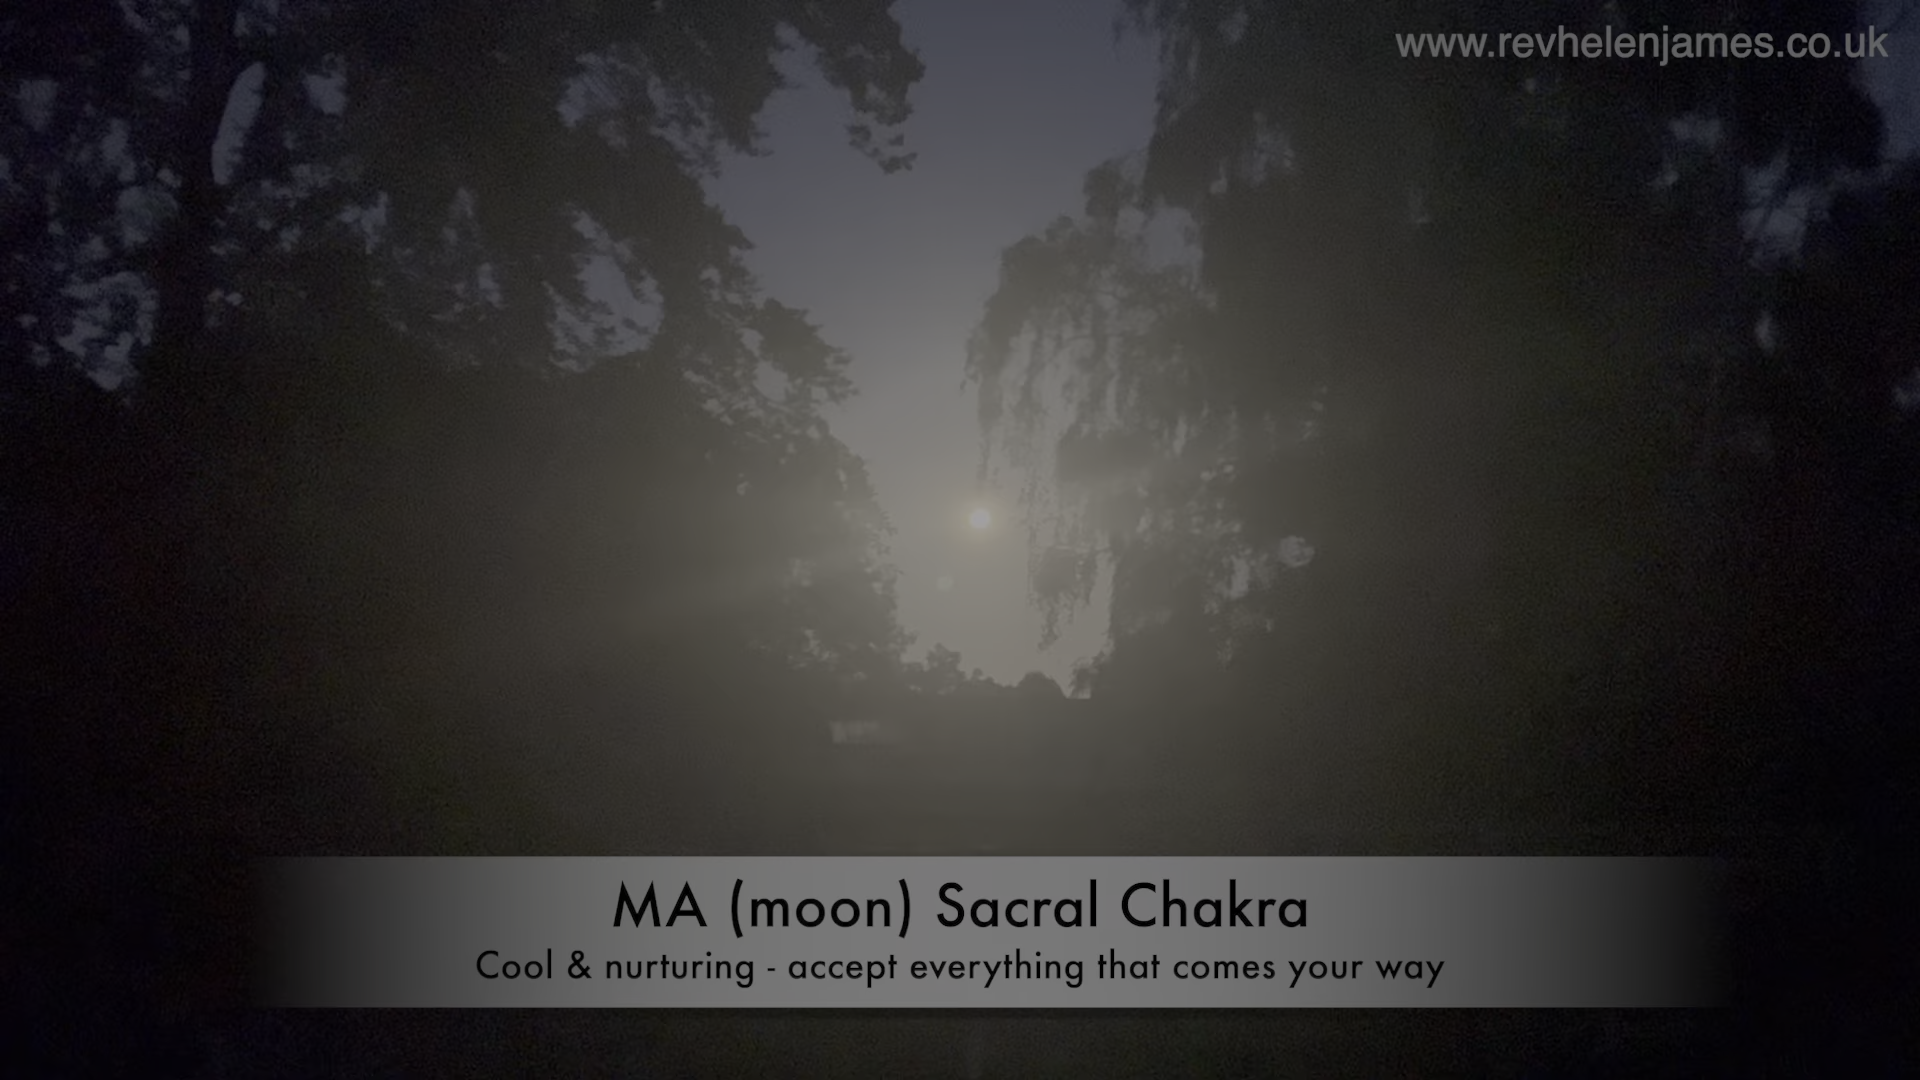 www.revhelenjames.co.uk
MA (moon) Sacral Chakra
Cool & nurturing - accept everything that comes your way